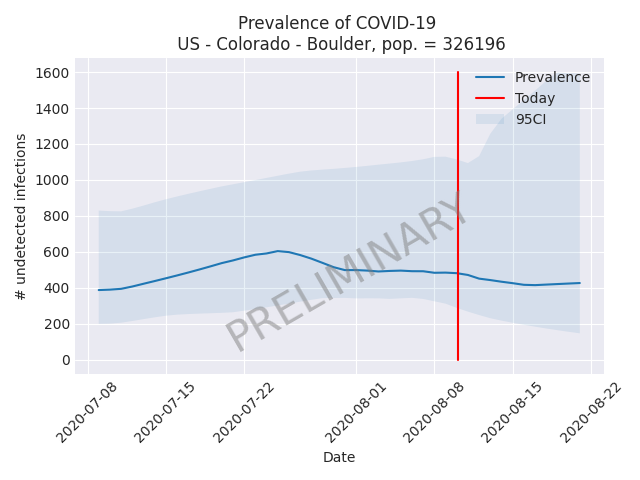 Prevalence of COVID-19
US - Colorado - Boulder, pop. = 326196
# undetected infections
1600
1400
1200
1000
800
600
400
200
0
Prevalence
Today
95CI
PRELIMINARY
2020-07-08
2020-07-15
2020-07-22
2020-08-01
2020-08-08
2020-08-15
2020-08-22
Date